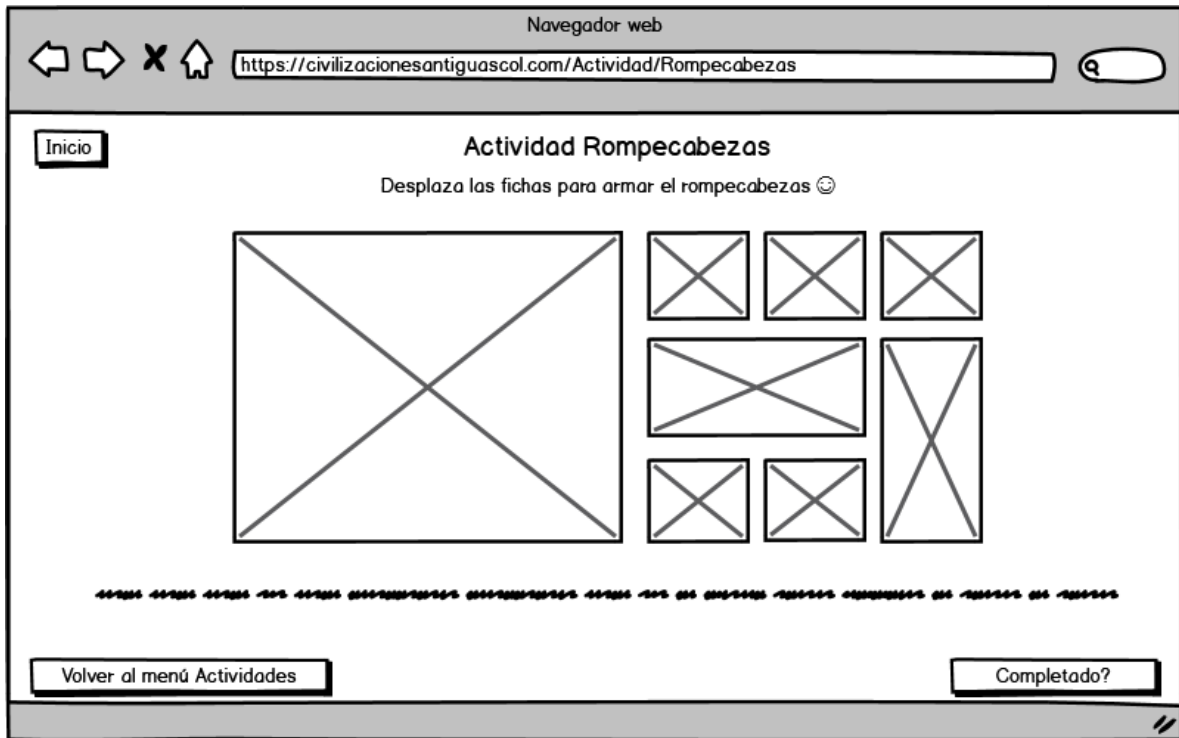 Navegador web
https://civilizacionesantiguascol.com/Actividad/Rompecabezas
Inicio
Actividad Rompecabezas
Desplaza las fichas para armar el rompecabezas ☺
Volver al menú Actividades
Completado?